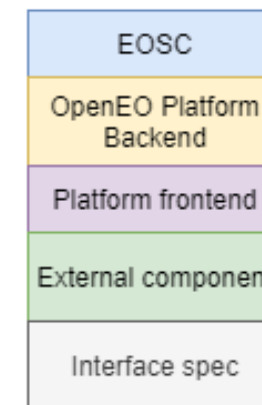 EOSC
OpenEO Platform
Backend
Platform frontend
External componen
Interface spec